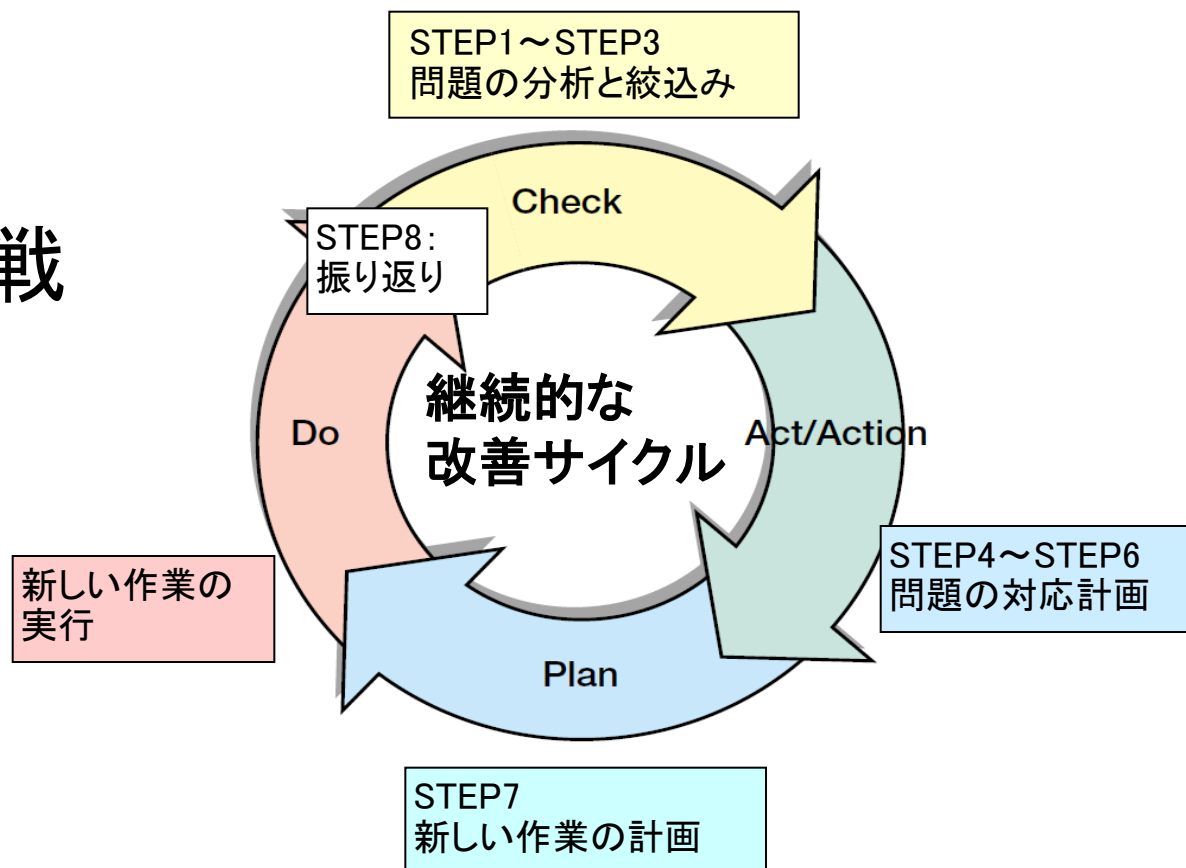 STEP1～STEP3
問題の分析と絞込み
Check
STEP8：
振り返り
戦
継続的な
改善サイクル
Do
Act/Action
STEP4～STEP6
問題の対応計画
新しい作業の
実行
Plan
STEP7
新しい作業の計画